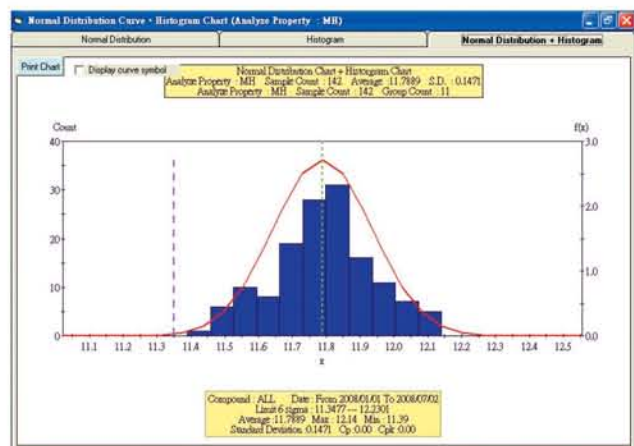 Normal Distribution Curve + Histogram Chart (Analyze Property : MH)
Normal Distribution Histogram Normal Distribution + Histogram
Print Chart Display curve symbol
Normal Distribution Chart + Histogram Chart
Analyze Property : MH Sample Count : 142 Average : 11.7889 S.D. : 0.1471
Analyze Property : MH Sample Count : 142 Group Count : 11
Count f(x)
40 3.0
30
2.0
20
1.0
10
0 0.0
11.1 11.2 11.3 11.4 11.5 11.6 11.7 11.8 11.9 12.0 12.1 12.2 12.3 12.4 12.5
x
Compound : ALL Date : From 2008/01/01 To 2008/07/02
Limit 6 sigma : 11.3477 --- 12.2301
Average :11.7889 Max : 12.14 Min : 11.39
Standard Deviation :0.1471 Cp :0.00 Cpk :0.00